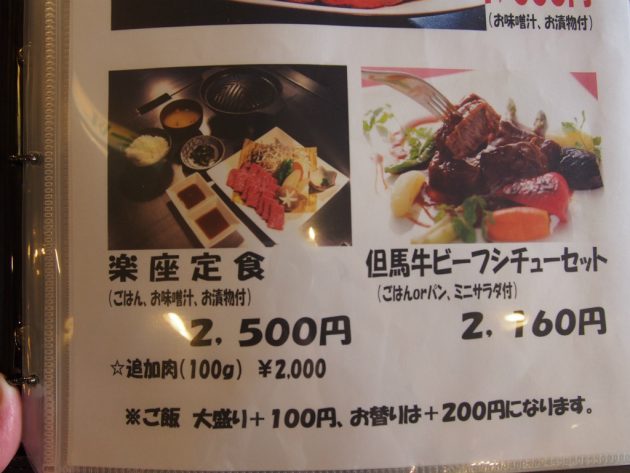 (お味噌汁、お漬物付)
楽座定食
(ごはん、お味噌汁、お漬物付)
2,500円
☆追加肉(100g) ¥2,000
但馬牛ビーフシチューセット
(ごはんorパン、ミニサラダ付)
2,160円
※ご飯 大盛り+100円、お替りは+200円になります。